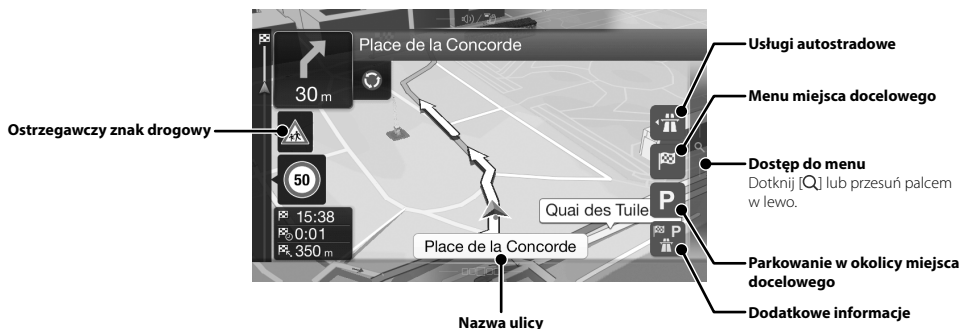 Place de la Concorde
30 m
50
15:38
0:01
350 m
Quai des Tuile
P
P
Place de la Concorde
Ostrzegawczy znak drogowy
Nazwa ulicy
Usługi autostradowe
Menu miejsca docelowego
Dostęp do menu
Dotknij [ ] lub przesuń palcem
w lewo.
Parkowanie w okolicy miejsca
docelowego
Dodatkowe informacje